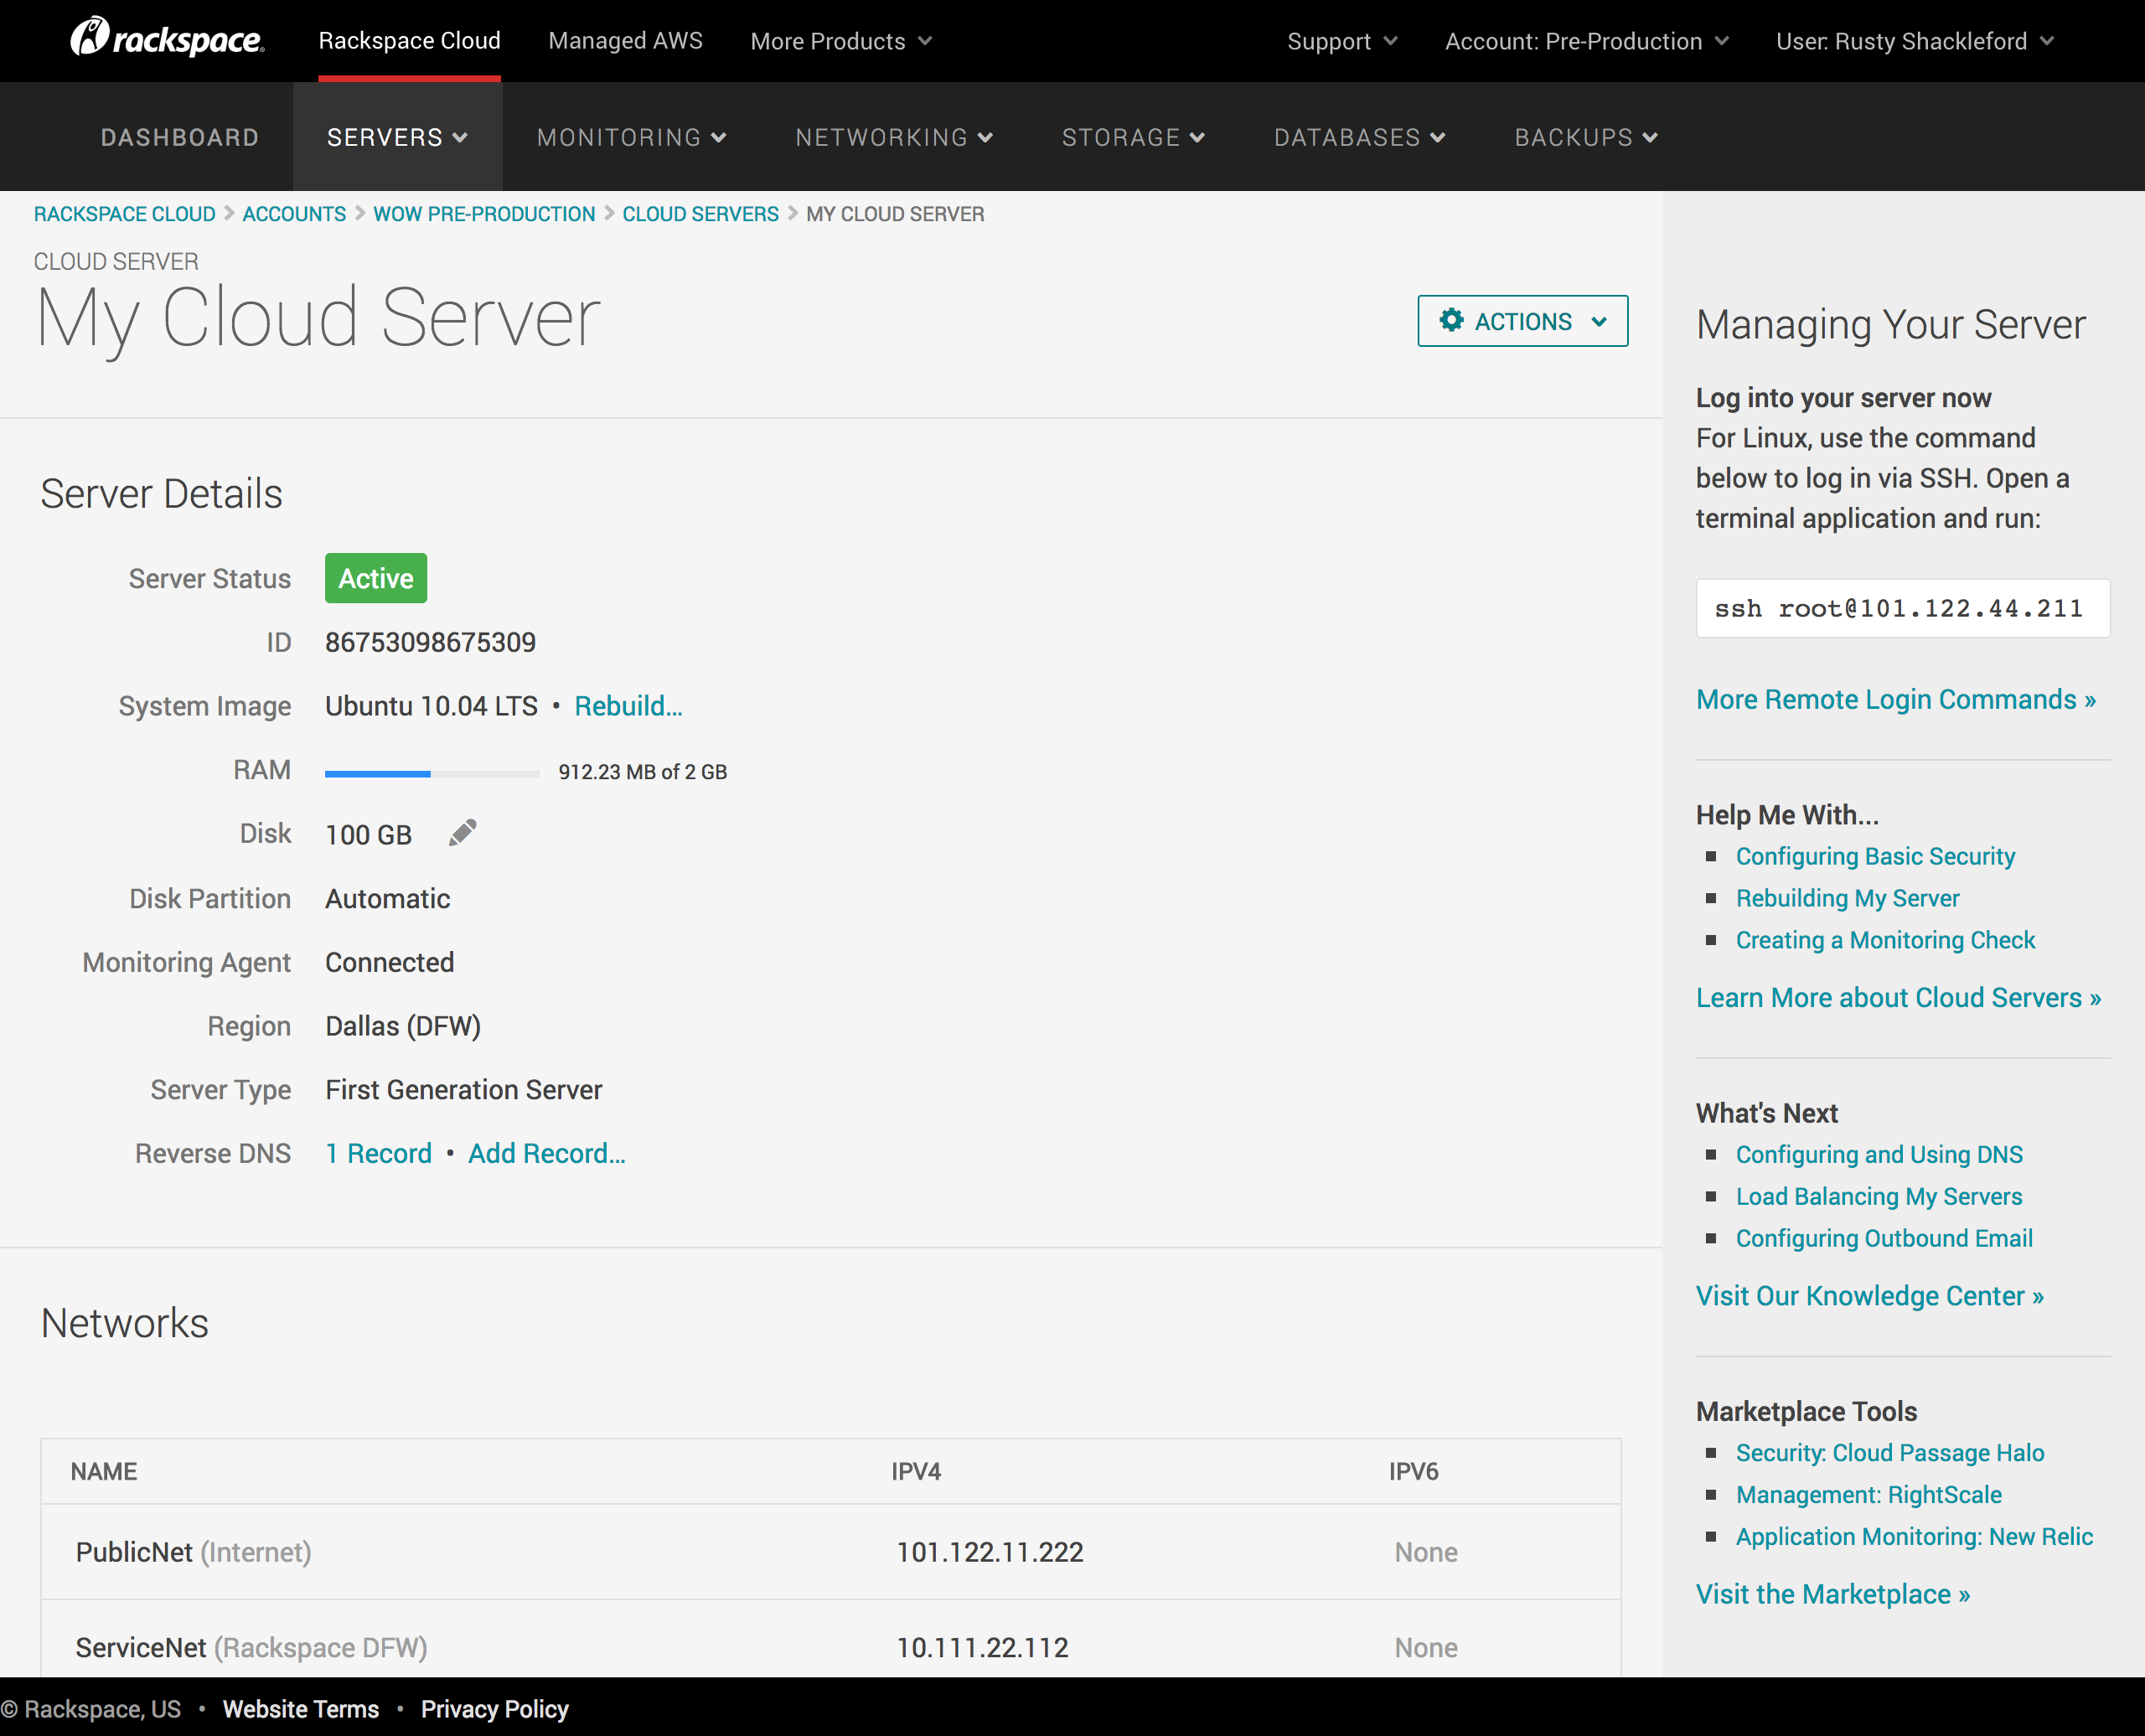 rackspace
Rackspace Cloud Managed AWS More Products Support Account: Pre-Production User: Rusty Shackleford
DASHBOARD SERVERS MONITORING NETWORKING STORAGE DATABASES BACKUPS
RACKSPACE CLOUD > ACCOUNTS > WOW PRE-PRODUCTION > CLOUD SERVERS > MY CLOUD SERVER
CLOUD SERVER
My Cloud Server
ACTIONS
Server Details
Server Status Active
ID 86753098675309
System Image Ubuntu 10.04 LTS • Rebuild...
RAM 912.23 MB of 2 GB
Disk 100 GB
Disk Partition Automatic
Monitoring Agent Connected
Region Dallas (DFW)
Server Type First Generation Server
Reverse DNS 1 Record • Add Record...
Networks
NAME IPV4 IPV6
PublicNet (Internet) 101.122.11.222 None
ServiceNet (Rackspace DFW) 10.111.22.112 None
Managing Your Server
Log into your server now
For Linux, use the command
below to log in via SSH. Open a
terminal application and run:
ssh root@101.122.44.211
More Remote Login Commands »
Help Me With...
Configuring Basic Security
Rebuilding My Server
Creating a Monitoring Check
Learn More about Cloud Servers »
What's Next
Configuring and Using DNS
Load Balancing My Servers
Configuring Outbound Email
Visit Our Knowledge Center »
Marketplace Tools
Security: Cloud Passage Halo
Management: RightScale
Application Monitoring: New Relic
Visit the Marketplace »
© Rackspace, US • Website Terms • Privacy Policy